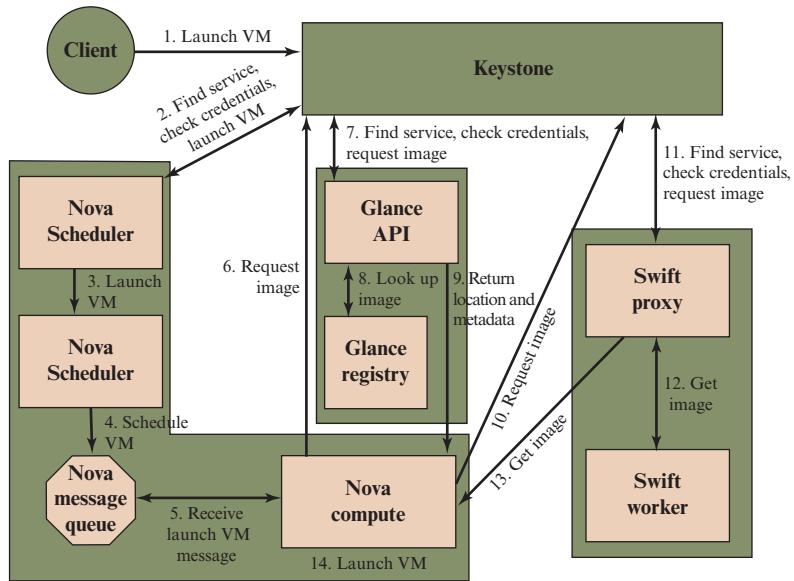 Client
1. Launch VM
Keystone
2. Find service,
check credentials,
launch VM
7. Find service, check credentials,
request image
11. Find service,
check credentials,
request image
Nova
Scheduler
Glance
API
6. Request
image
3. Launch
VM
8. Look up
image
9. Return
location and
metadata
Swift
proxy
Nova
Scheduler
Glance
registry
10. Request image
12. Get
image
4. Schedule
VM
13. Get image
Nova
message
queue
5. Receive
launch VM
message
Nova
compute
14. Launch VM
Swift
worker